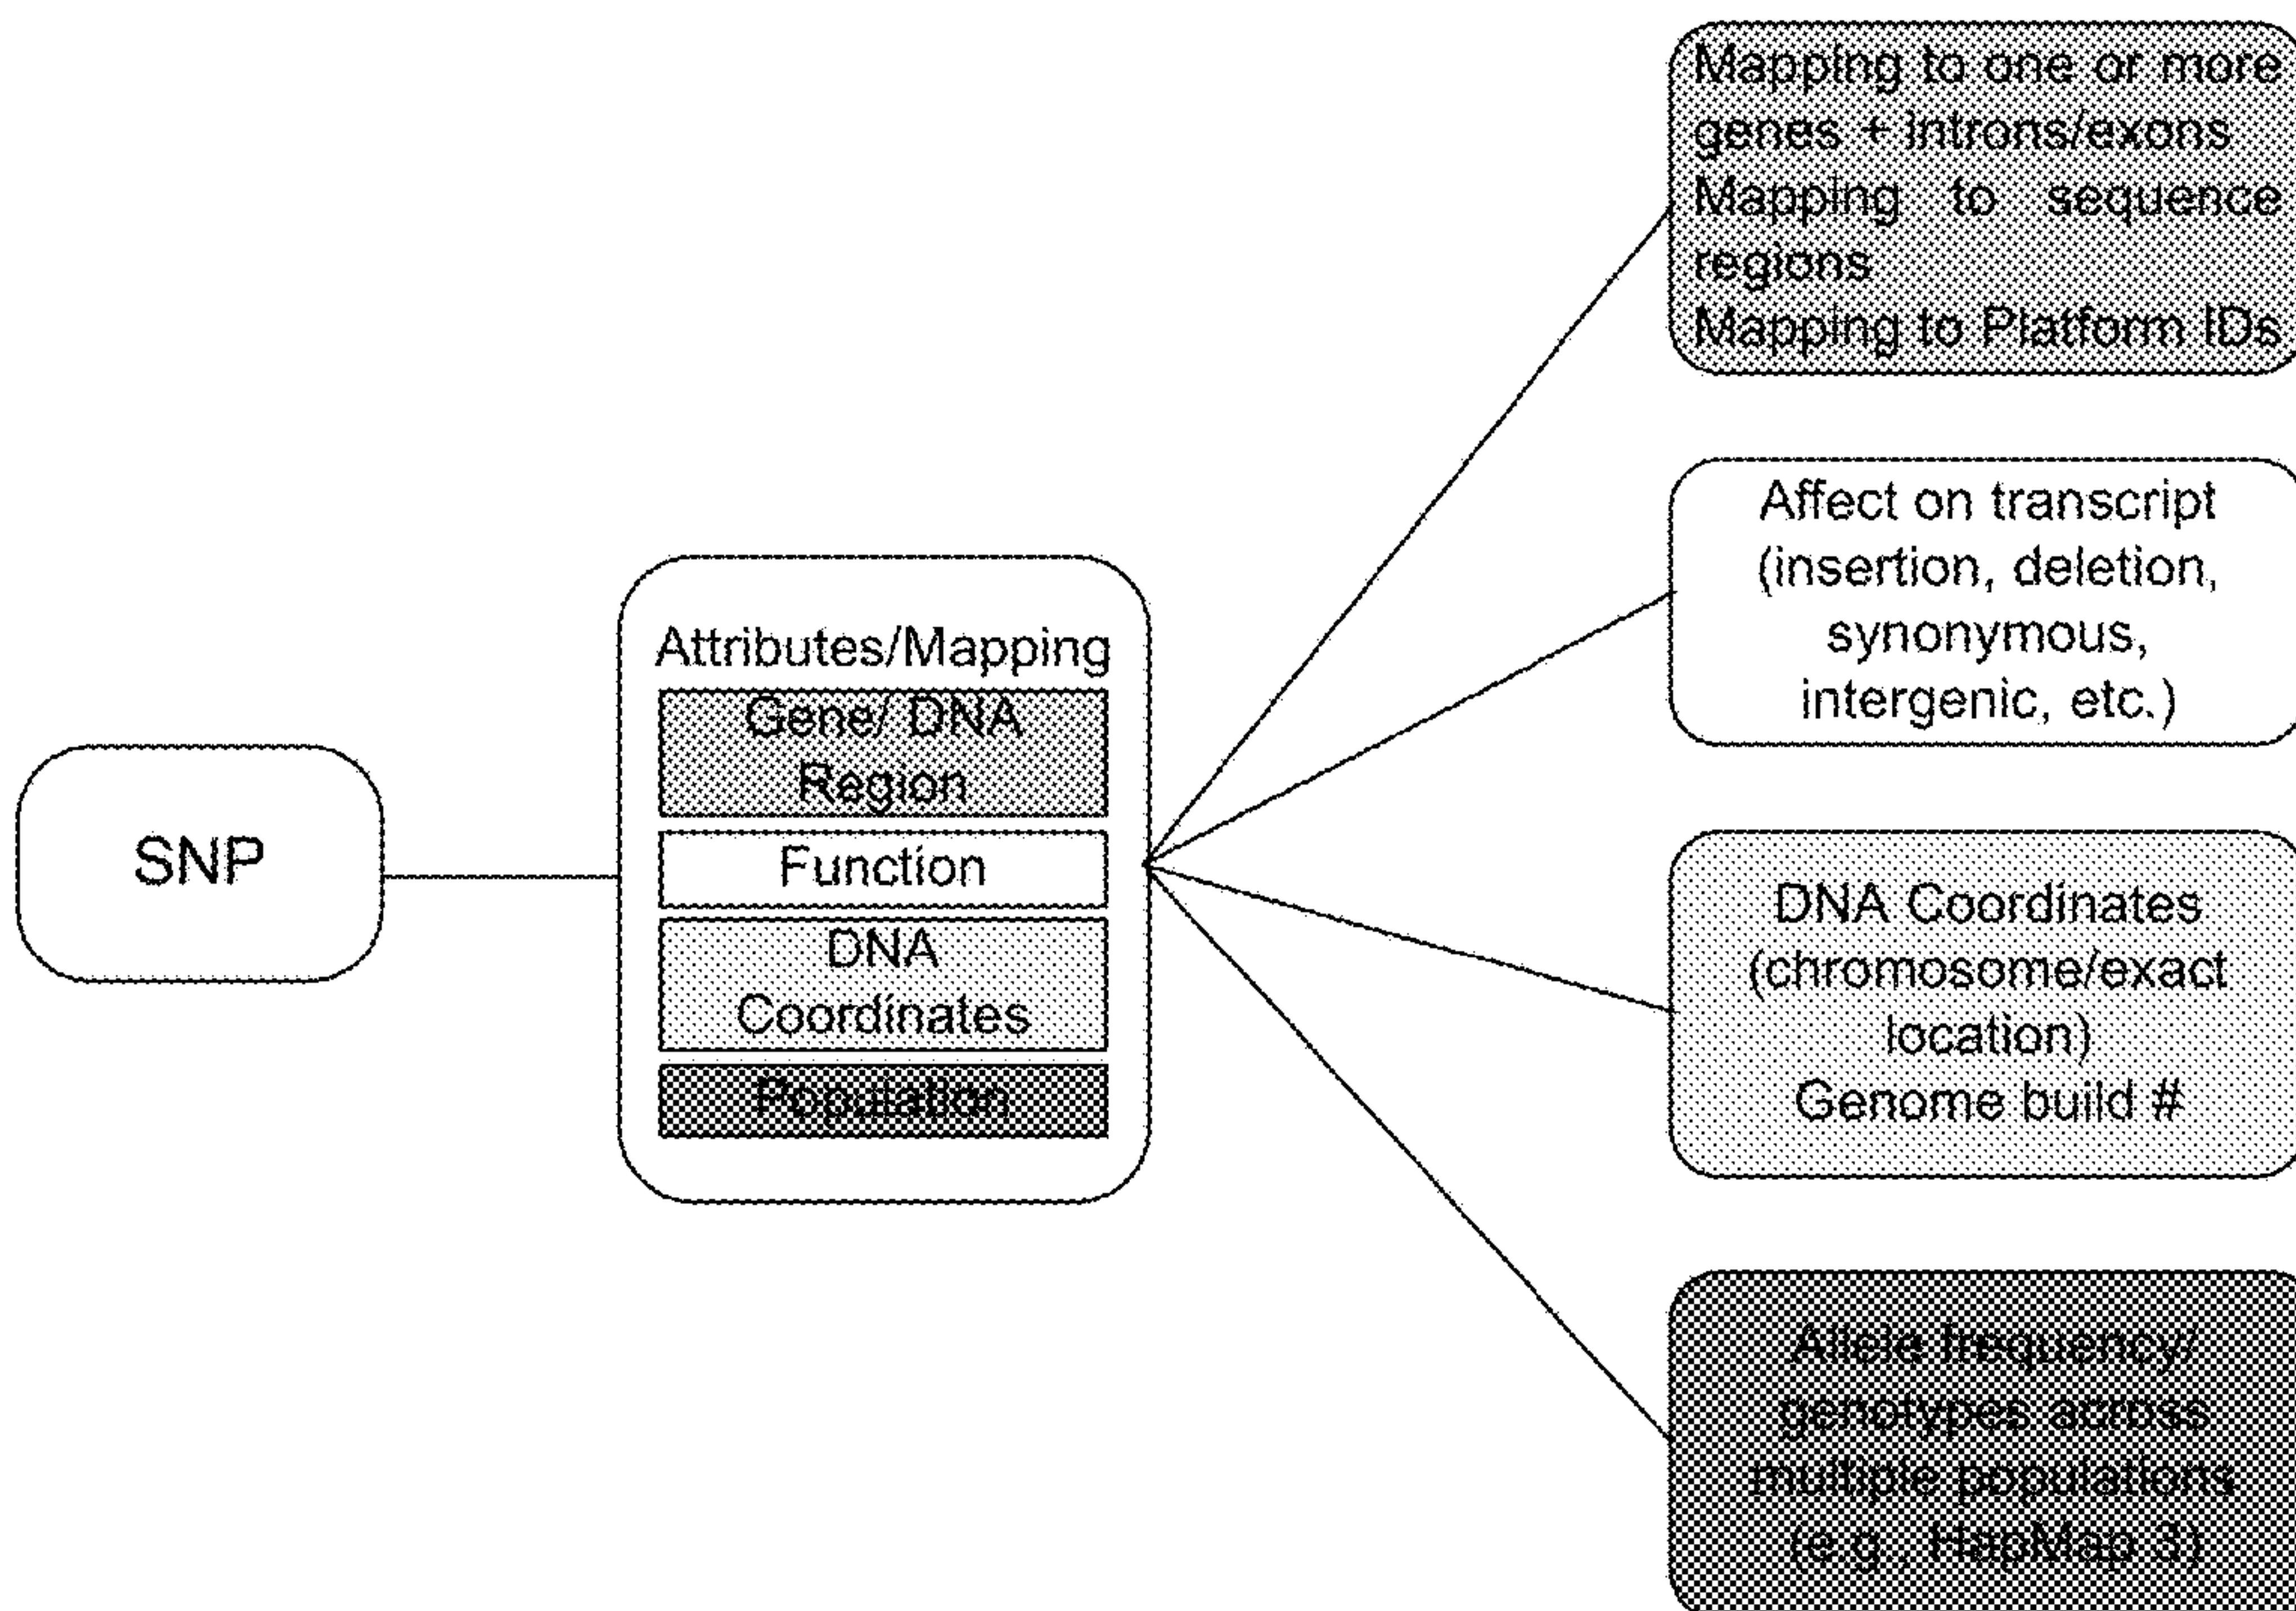 SNP
Attributes/Mapping
Gene/ DNA
Region
Function
DNA
Coordinates
Population
Mapping to one or more
genes + introns/exons
Mapping to sequence
regions
Mapping to Platform IDs
Affect on transcript
(insertion, deletion,
synonymous,
intergenic, etc.)
DNA Coordinates
(chromosome/exact
location)
Genome build #
Allele frequency/
genotypes across
multiple populations
(e.g., HapMap 3)